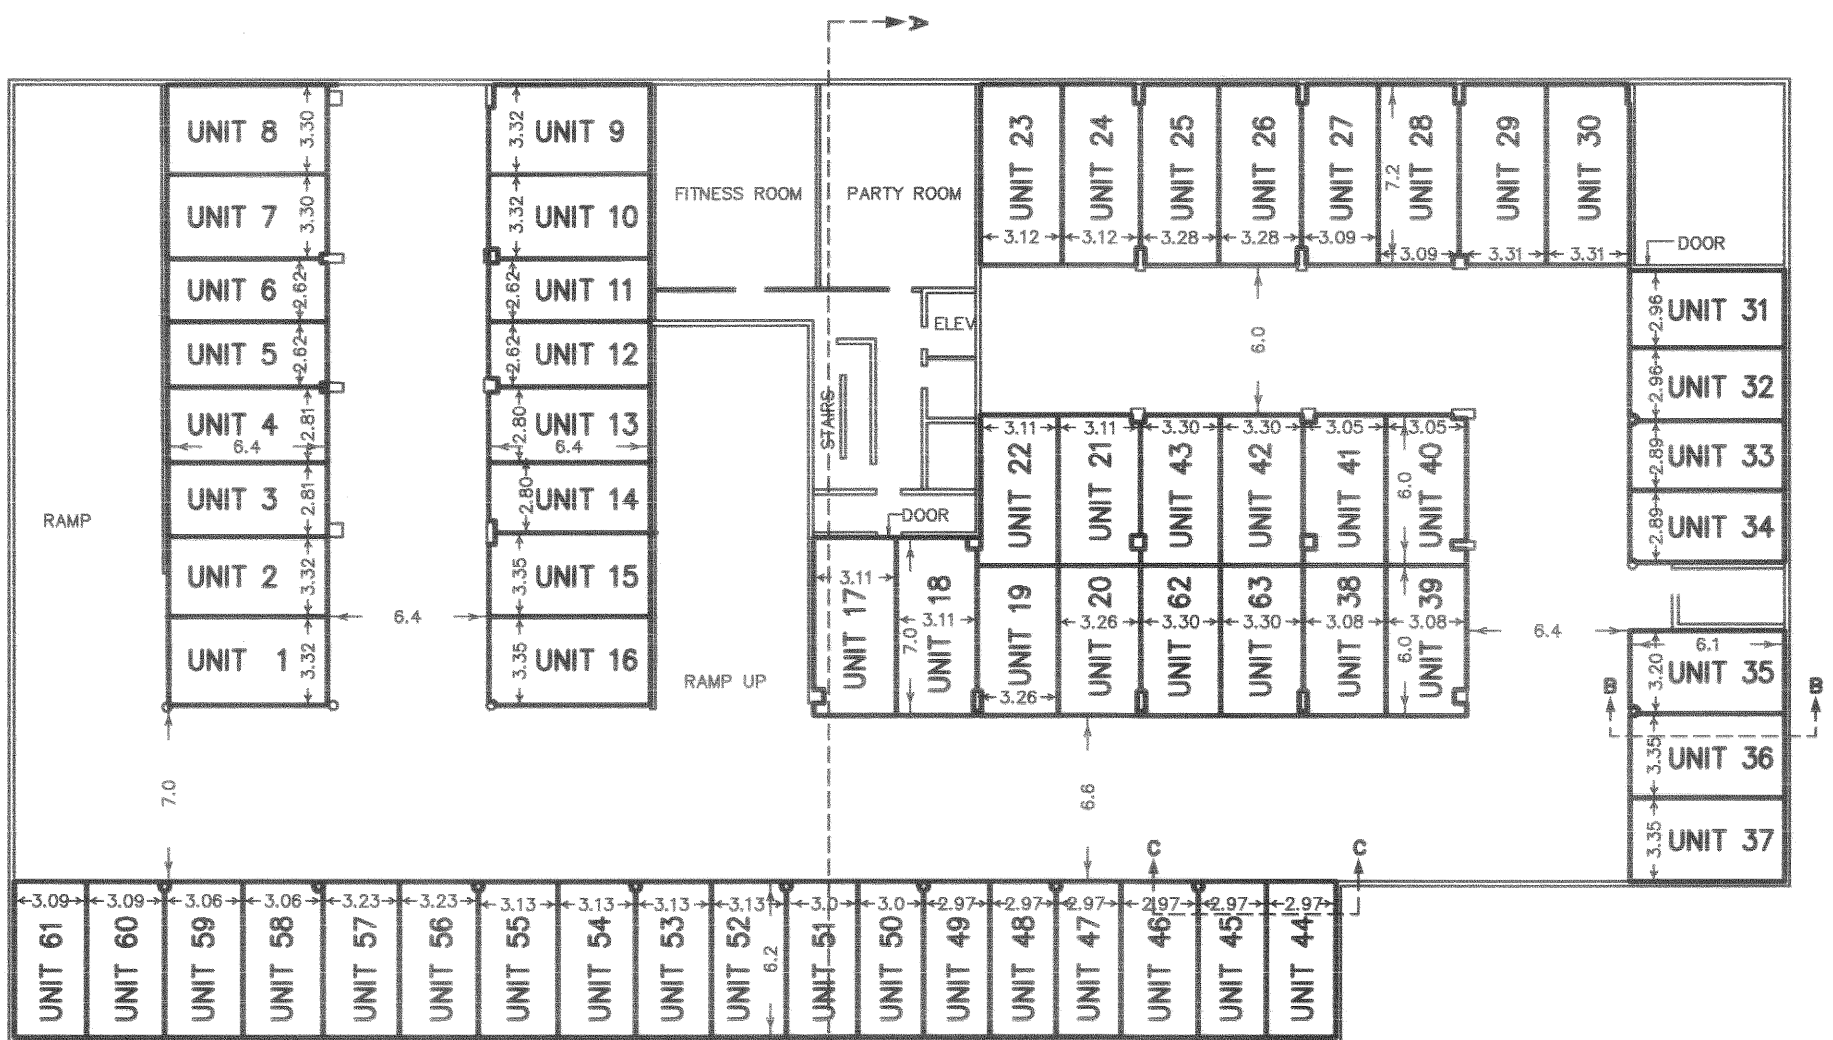 A
UNIT 8
3.30
UNIT 7
3.30
UNIT 6
2.62
UNIT 5
2.62
UNIT 4
2.81
6.4
UNIT 3
2.81
UNIT 2
3.32
UNIT 1
3.32
RAMP
6.4
7.0
UNIT 9
3.32
UNIT 10
3.32
UNIT 11
2.62
UNIT 12
2.62
UNIT 13
2.80
6.4
UNIT 14
2.80
UNIT 15
3.35
UNIT 16
3.35
FITNESS ROOM
PARTY ROOM
ELEV
STAIRS
DOOR
RAMP UP
UNIT 23
3.12
UNIT 24
3.12
UNIT 25
3.28
UNIT 26
3.28
UNIT 27
3.09
UNIT 28
7.2
3.09
UNIT 29
3.31
UNIT 30
3.31
DOOR
6.0
UNIT 31
2.96
UNIT 32
2.96
UNIT 33
2.89
UNIT 34
2.89
3.11
UNIT 22
3.11
UNIT 21
3.30
UNIT 43
3.30
UNIT 42
3.05
UNIT 41
3.05
UNIT 40
6.0
3.11
UNIT 17
UNIT 18
3.11
7.0
UNIT 19
3.26
UNIT 20
3.26
UNIT 62
3.30
UNIT 63
3.30
UNIT 38
3.08
UNIT 39
3.08
6.0
6.4
6.1
UNIT 35
3.20
B
B
UNIT 36
3.35
UNIT 37
3.35
6.6
C
C
3.09
UNIT 61
3.09
UNIT 60
3.06
UNIT 59
3.06
UNIT 58
3.23
UNIT 57
3.23
UNIT 56
3.13
UNIT 55
3.13
UNIT 54
3.13
UNIT 53
3.13
UNIT 52
6.2
3.0
UNIT 51
3.0
UNIT 50
2.97
UNIT 49
2.97
UNIT 48
2.97
UNIT 47
2.97
UNIT 46
2.97
UNIT 45
2.97
UNIT 44